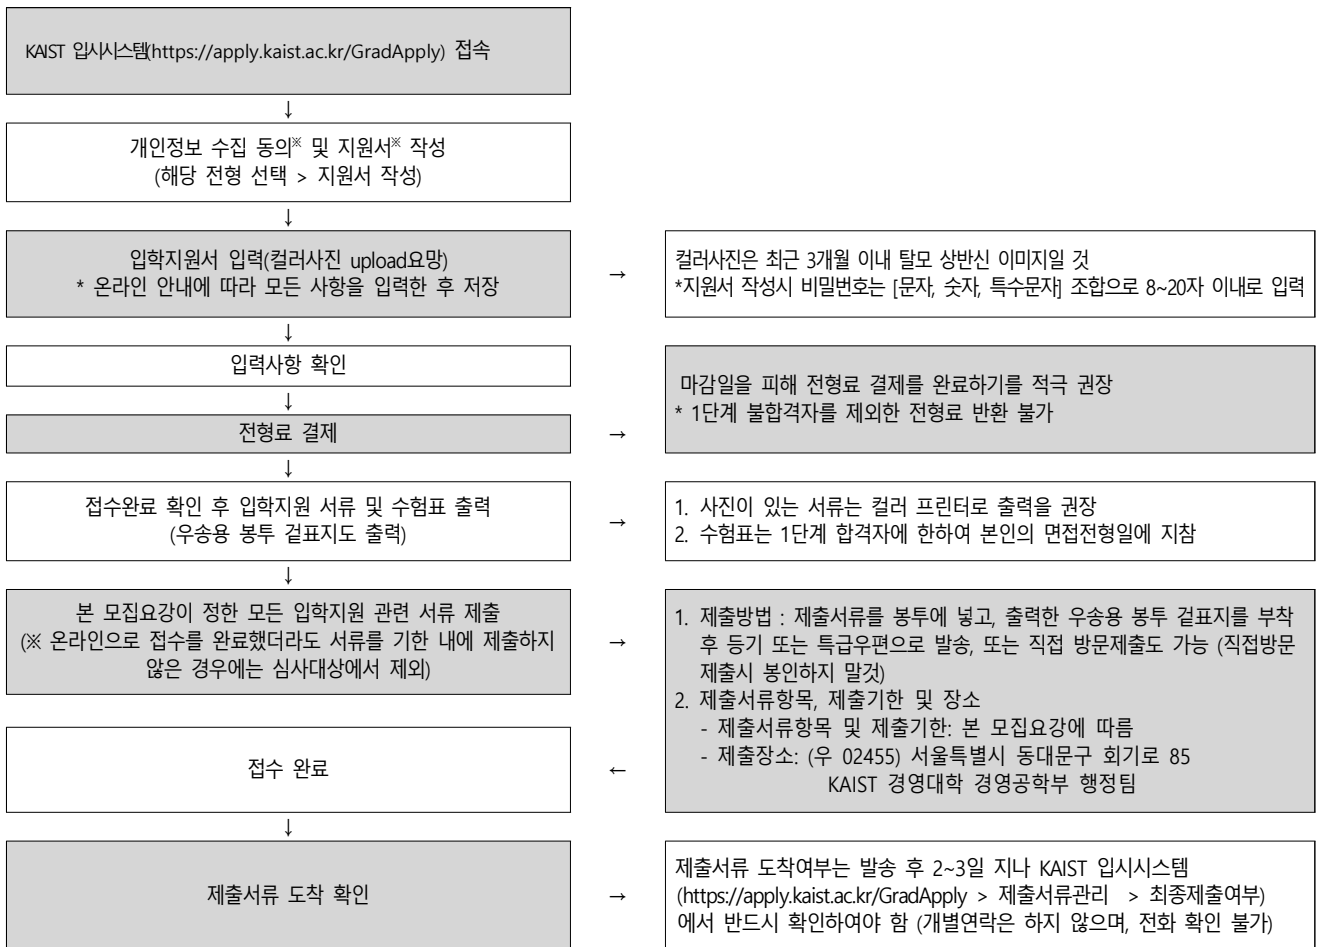 KAIST 입시시스템(https://apply.kaist.ac.kr/GradApply) 접속
↓
개인정보 수집 동의※ 및 지원서※ 작성
(해당 전형 선택 > 지원서 작성)
↓
입학지원서 입력(컬러사진 upload요망)
* 온라인 안내에 따라 모든 사항을 입력한 후 저장
→
컬러사진은 최근 3개월 이내 탈모 상반신 이미지일 것
*지원서 작성시 비밀번호는 [문자, 숫자, 특수문자] 조합으로 8~20자 이내로 입력
↓
입력사항 확인
↓
전형료 결제
→
마감일을 피해 전형료 결제를 완료하기를 적극 권장
* 1단계 불합격자를 제외한 전형료 반환 불가
↓
접수완료 확인 후 입학지원 서류 및 수험표 출력
(우송용 봉투 겉표지도 출력)
→
1. 사진이 있는 서류는 컬러 프린터로 출력을 권장
2. 수험표는 1단계 합격자에 한하여 본인의 면접전형일에 지참
↓
본 모집요강이 정한 모든 입학지원 관련 서류 제출
(※ 온라인으로 접수를 완료했더라도 서류를 기한 내에 제출하지
않은 경우에는 심사대상에서 제외)
→
1. 제출방법 : 제출서류를 봉투에 넣고, 출력한 우송용 봉투 겉표지를 부착
후 등기 또는 특급우편으로 발송, 또는 직접 방문제출도 가능 (직접방문
제출시 봉인하지 말것)
2. 제출서류항목, 제출기한 및 장소
- 제출서류항목 및 제출기한: 본 모집요강에 따름
- 제출장소: (우 02455) 서울특별시 동대문구 회기로 85
KAIST 경영대학 경영공학부 행정팀
←
접수 완료
↓
제출서류 도착 확인
→
제출서류 도착여부는 발송 후 2~3일 지나 KAIST 입시시스템
(https://apply.kaist.ac.kr/GradApply > 제출서류관리 > 최종제출여부)
에서 반드시 확인하여야 함 (개별연락은 하지 않으며, 전화 확인 불가)